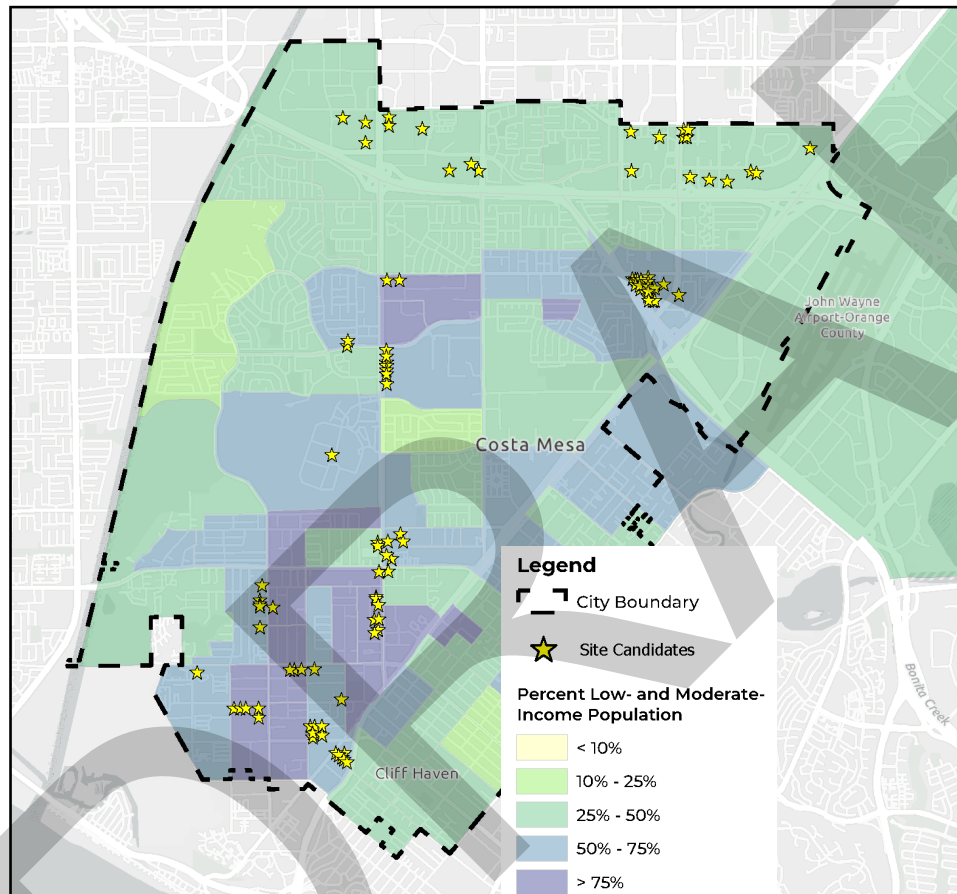 John Wayne
Airport-Orange
County
Costa Mesa
Legend
City Boundary
Site Candidates
Percent Low- and Moderate-
Income Population
< 10%
10% - 25%
25% - 50%
50% - 75%
> 75%
Bonita Creek
Cliff Haven